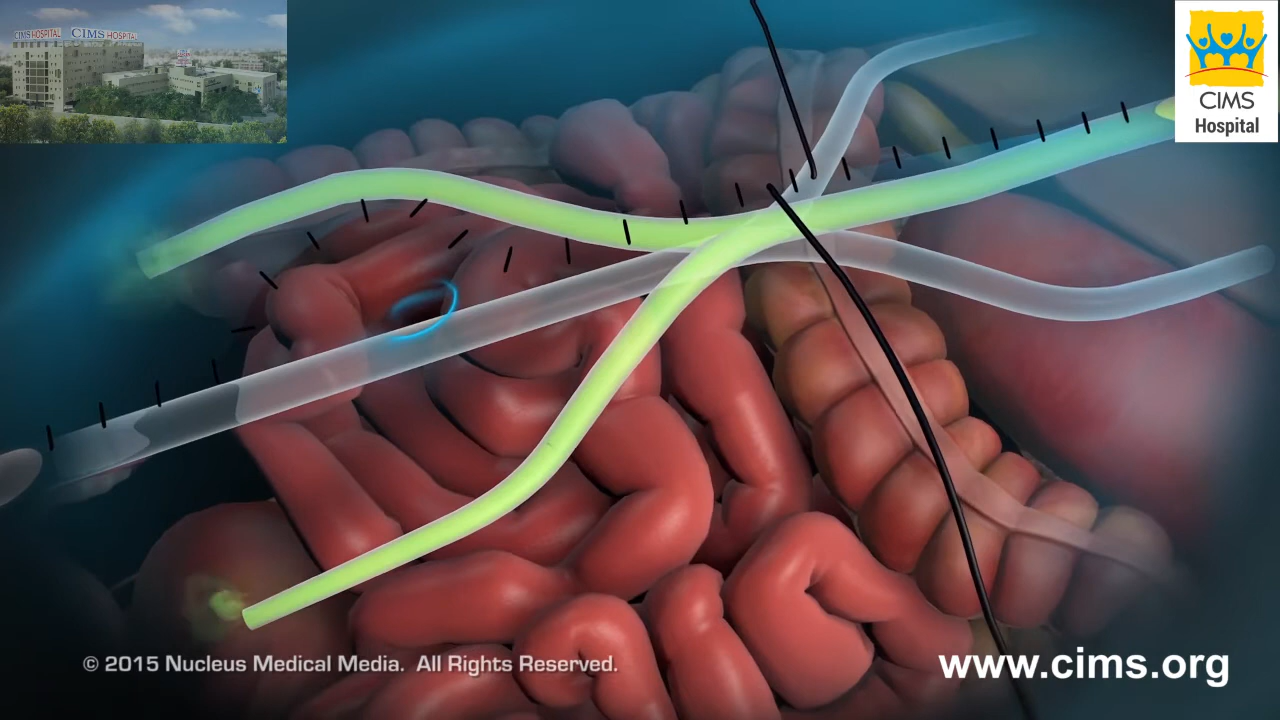 CIMS HOSPITAL CIMS HOSPITAL
CIMS
Hospital
© 2015 Nucleus Medical Media. All Rights Reserved.
www.cims.org